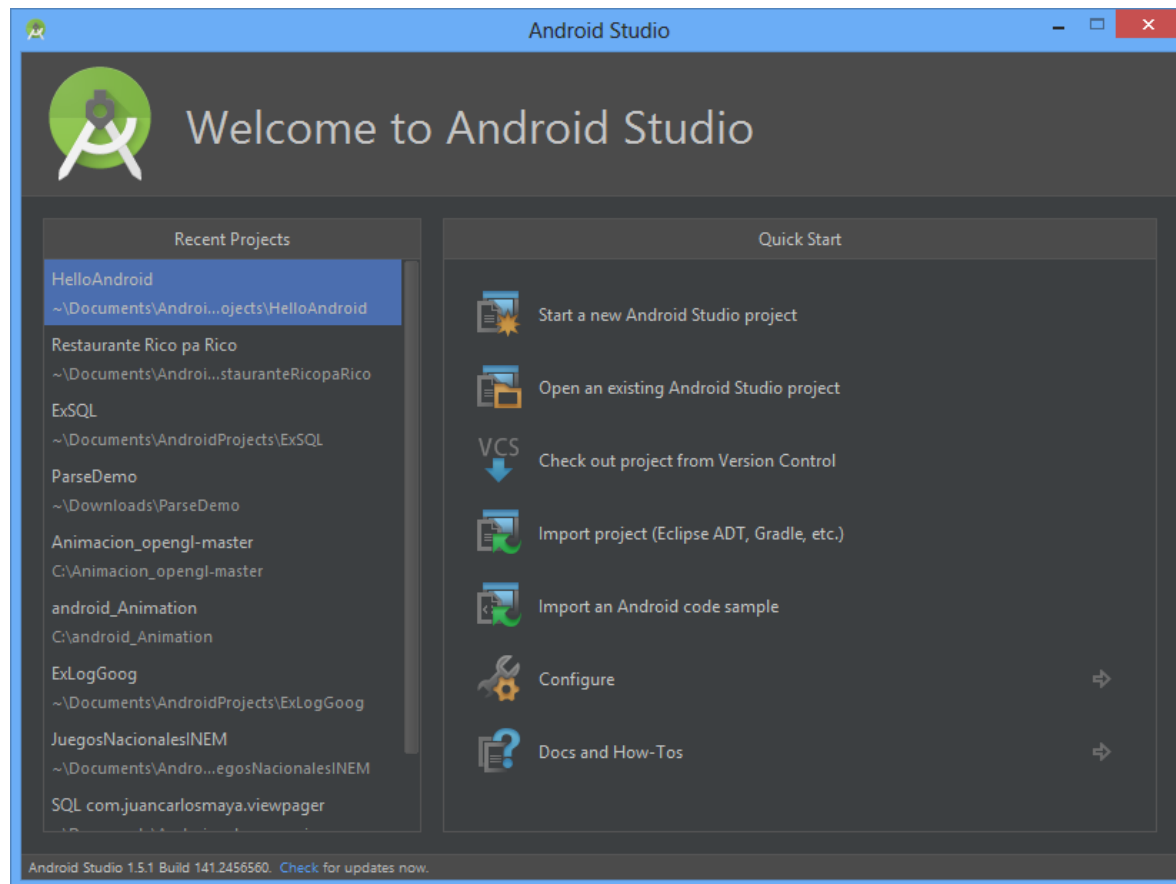 Android Studio
Welcome to Android Studio
Recent Projects
HelloAndroid
~\Documents\Androi...ojects\HelloAndroid
Restaurante Rico pa Rico
~\Documents\Androi...stauranteRicopaRico
ExSQL
~\Documents\AndroidProjects\ExSQL
ParseDemo
~\Downloads\ParseDemo
Animacion_opengl-master
C:\Animacion_opengl-master
android_Animation
C:\android_Animation
ExLogGoog
~\Documents\AndroidProjects\ExLogGoog
JuegosNacionalesINEM
~\Documents\Andro...egosNacionalesINEM
SQL com.juancarlosmaya.viewpager
Quick Start
Start a new Android Studio project
Open an existing Android Studio project
VCS
Check out project from Version Control
Import project (Eclipse ADT, Gradle, etc.)
Import an Android code sample
Configure
Docs and How-Tos
Android Studio 1.5.1 Build 141.2456560. Check for updates now.